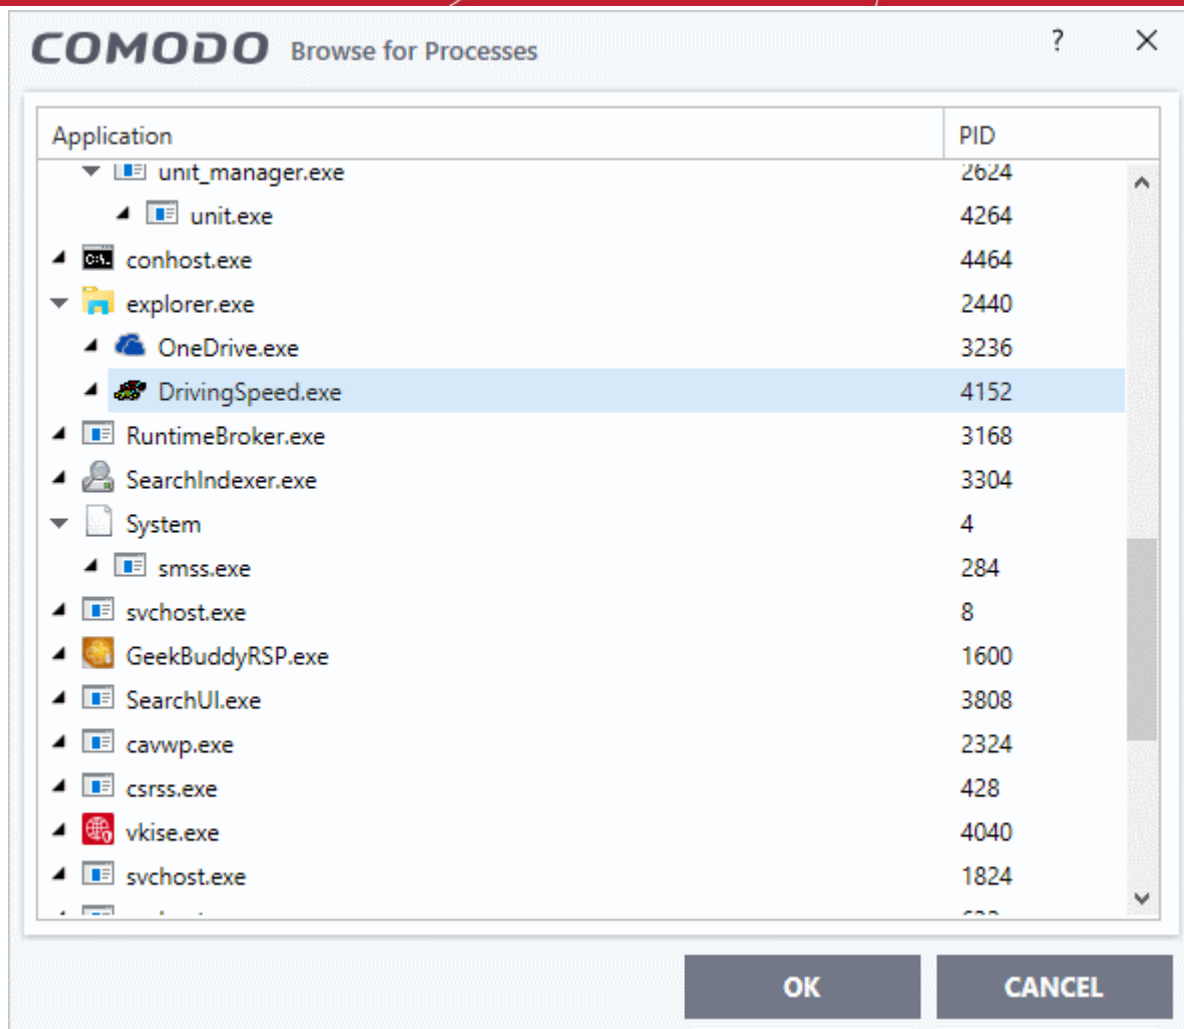 COMODO Browse for Processes ? 
Application PID
unit_manager.exe 2624
unit.exe 4264
C:\. conhost.exe 4464
explorer.exe 2440
OneDrive.exe 3236
DrivingSpeed.exe 4152
RuntimeBroker.exe 3168
SearchIndexer.exe 3304
System 4
smss.exe 284
svchost.exe 8
GeekBuddyRSP.exe 1600
SearchUI.exe 3808
cavwp.exe 2324
csrss.exe 428
vkise.exe 4040
svchost.exe 1824
OK CANCEL